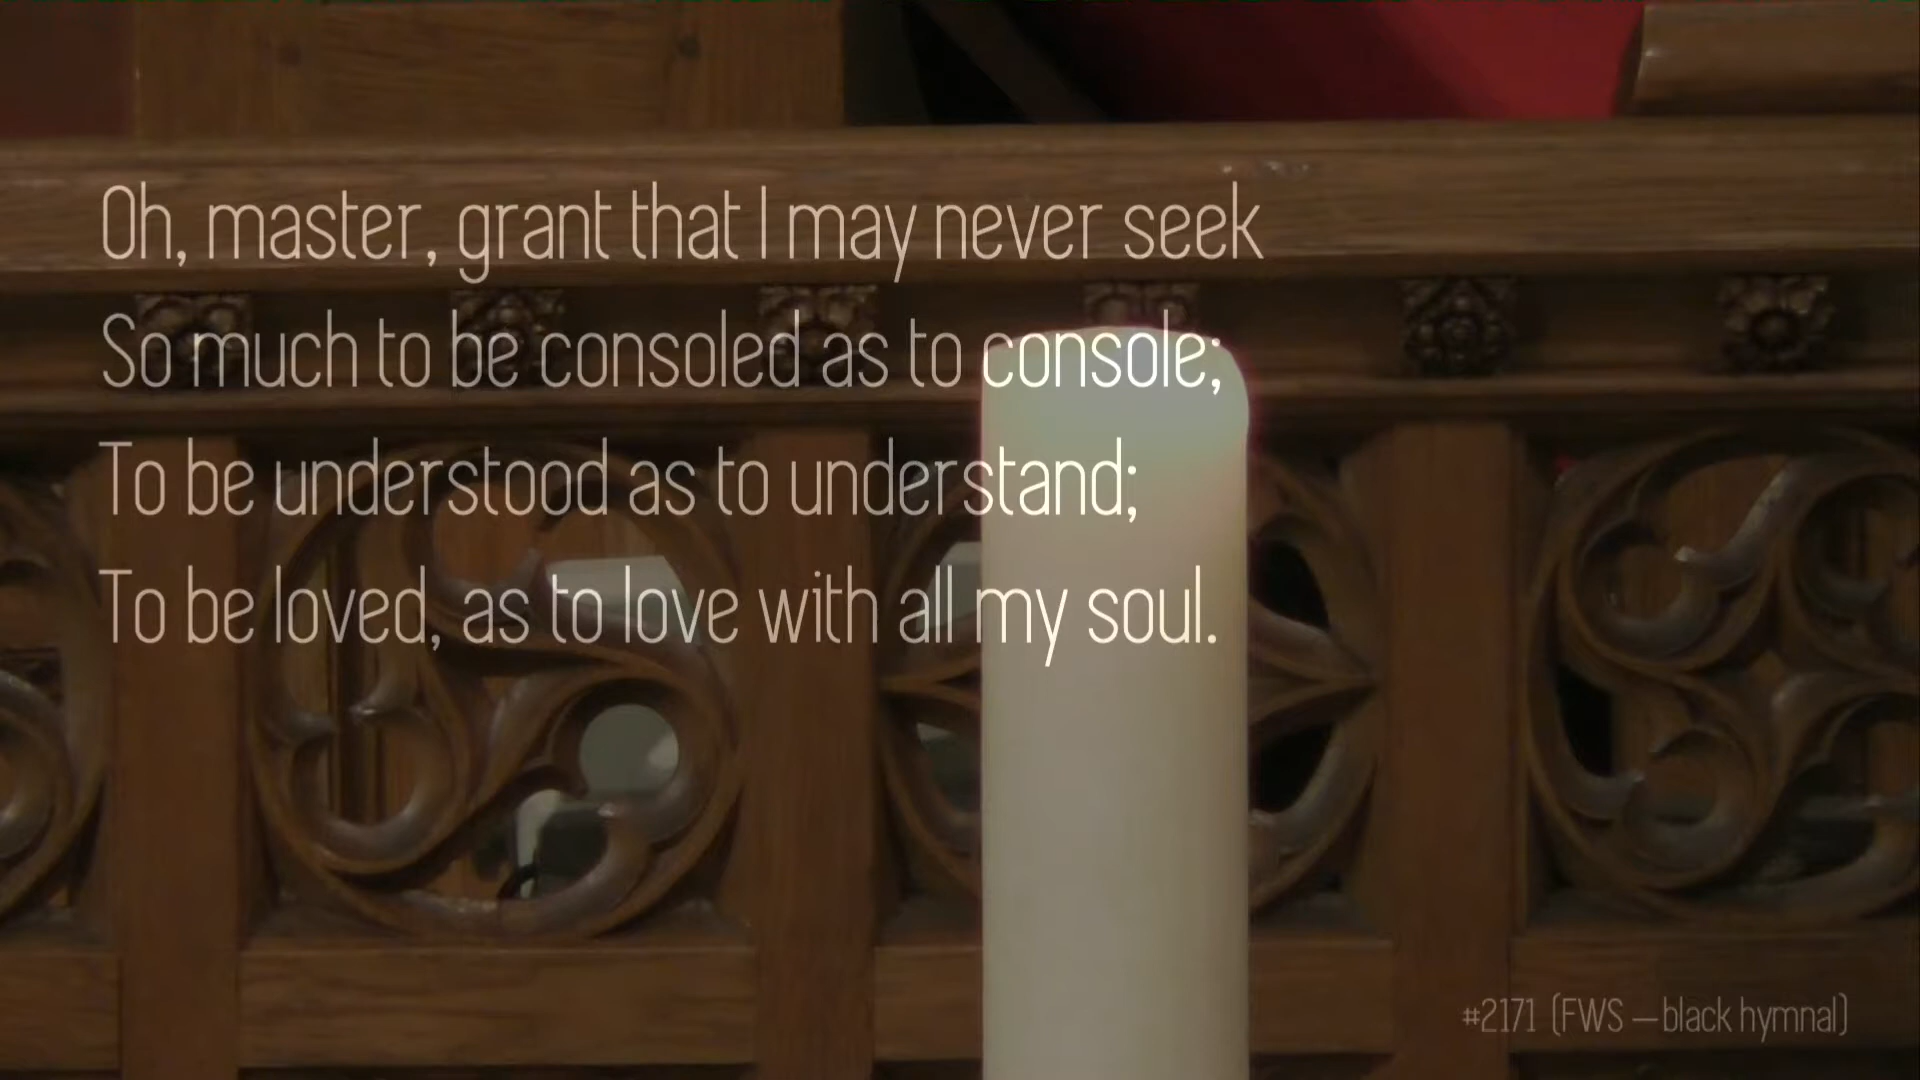 Oh, master, grant that I may never seek
So much to be consoled as to console;
To be understood as to understand;
To be loved, as to love with all my soul.
#2171 (FWS – black hymnal)